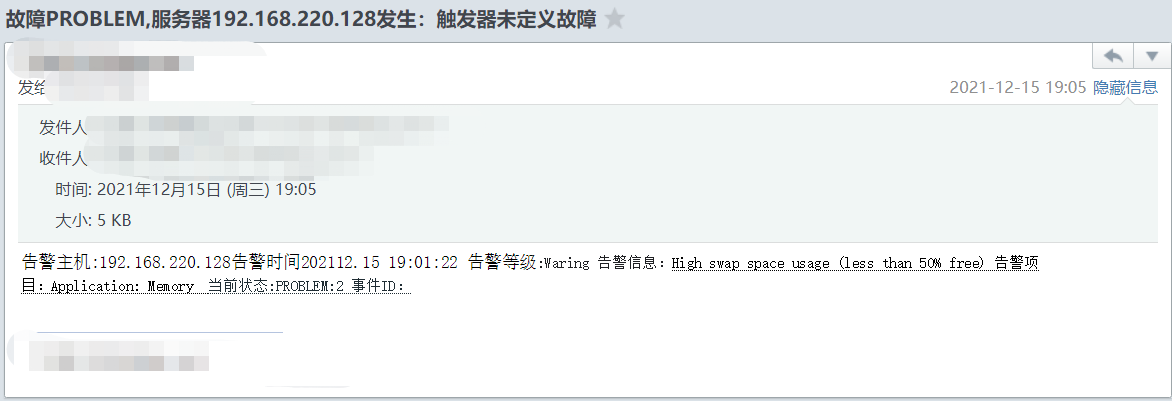 故障PROBLEM,服务器192.168.220.128发生：触发器未定义故障
发给
2021-12-15 19:05 隐藏信息
发件人
收件人
时间: 2021年12月15日 (周三) 19:05
大小: 5 KB
告警主机:192.168.220.128告警时间202112.15 19:01:22 告警等级:Waring 告警信息：High swap space usage (less than 50% free) 告警项
目：Application: Memory 当前状态:PROBLEM:2 事件ID：